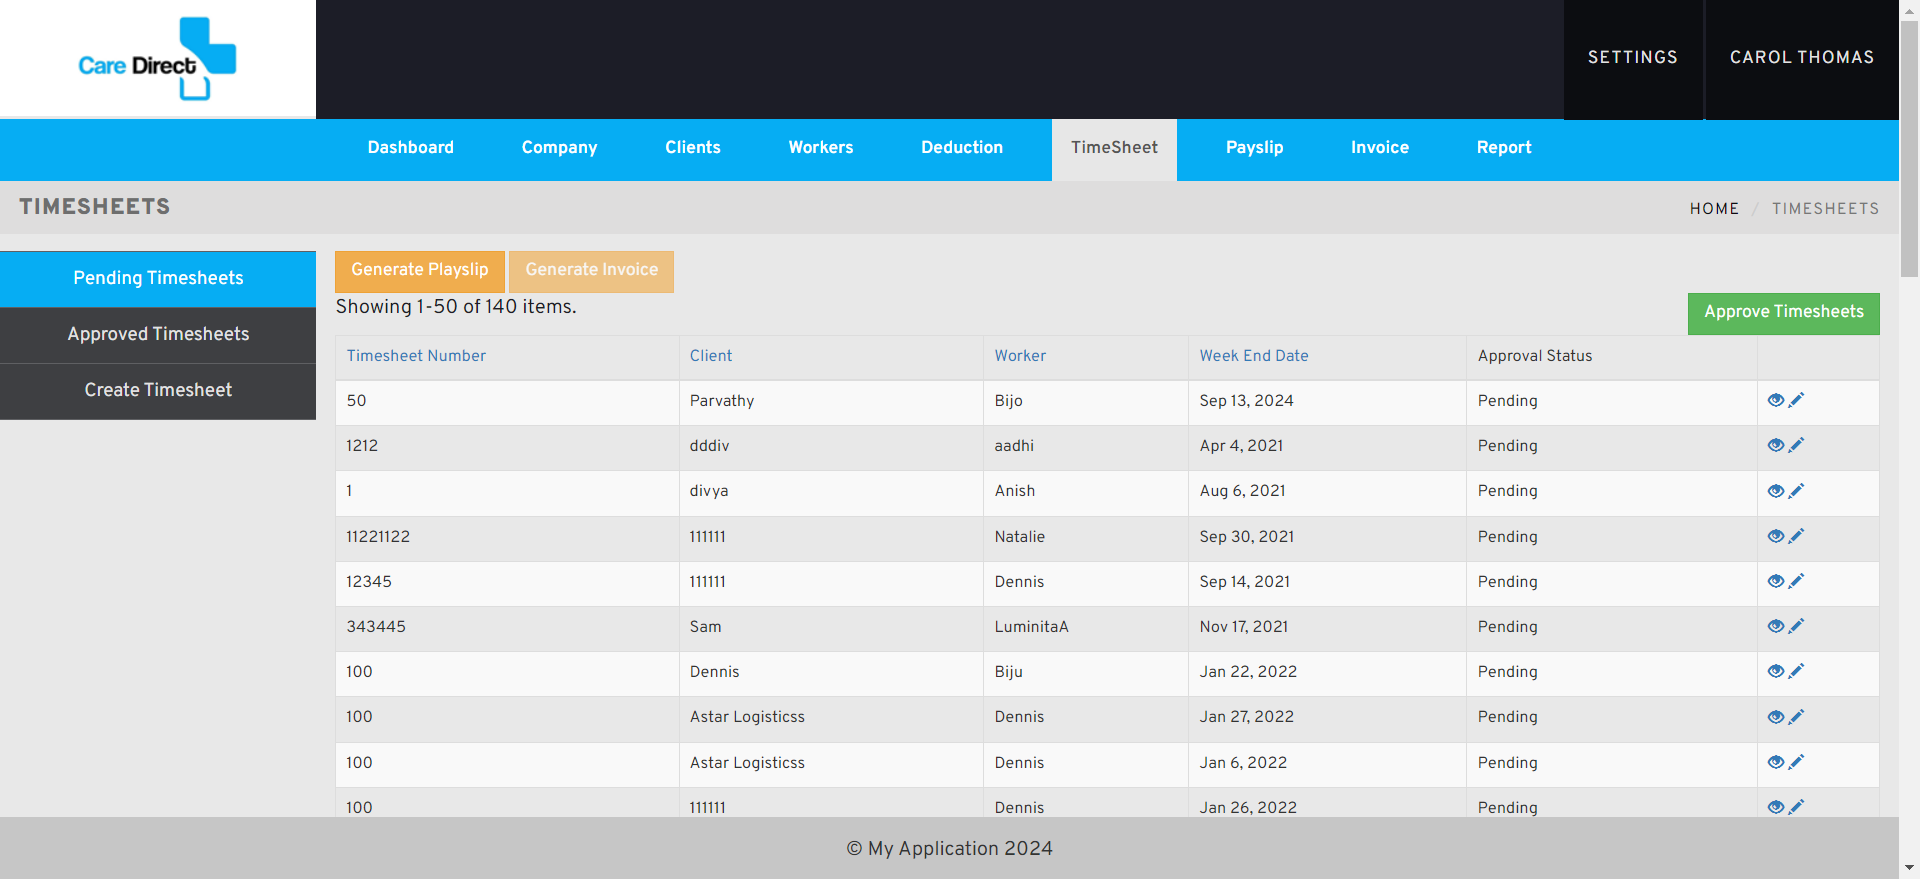 Care Direct
SETTINGS
CAROL THOMAS
Dashboard Company Clients Workers Deduction TimeSheet Payslip Invoice Report
TIMESHEETS
HOME / TIMESHEETS
Pending Timesheets
Approved Timesheets
Create Timesheet
Generate Playslip Generate Invoice
Showing 1-50 of 140 items.
Approve Timesheets
Timesheet Number Client Worker Week End Date Approval Status
50 Parvathy Bijo Sep 13, 2024 Pending
1212 dddiv aadhi Apr 4, 2021 Pending
1 divya Anish Aug 6, 2021 Pending
11221122 111111 Natalie Sep 30, 2021 Pending
12345 111111 Dennis Sep 14, 2021 Pending
343445 Sam LuminitaA Nov 17, 2021 Pending
100 Dennis Biju Jan 22, 2022 Pending
100 Astar Logisticss Dennis Jan 27, 2022 Pending
100 Astar Logisticss Dennis Jan 6, 2022 Pending
100 111111 Dennis Jan 26, 2022 Pending
© My Application 2024